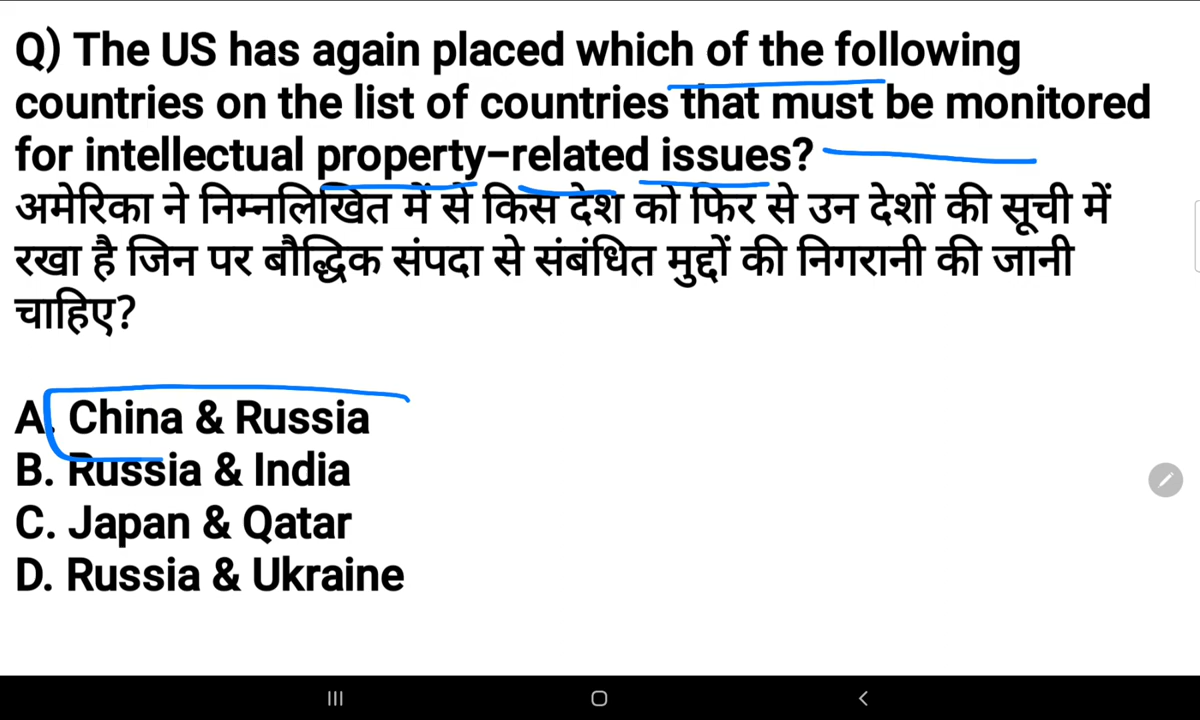 Q) The US has again placed which of the following
countries on the list of countries that must be monitored
for intellectual property-related issues?
अमेरिका ने निम्नलिखित में से किस देश को फिर से उन देशों की सूची में
रखा है जिन पर बौद्धिक संपदा से संबंधित मुद्दों की निगरानी की जानी
चाहिए?
A. China & Russia
B. Russia & India
C. Japan & Qatar
D. Russia & Ukraine